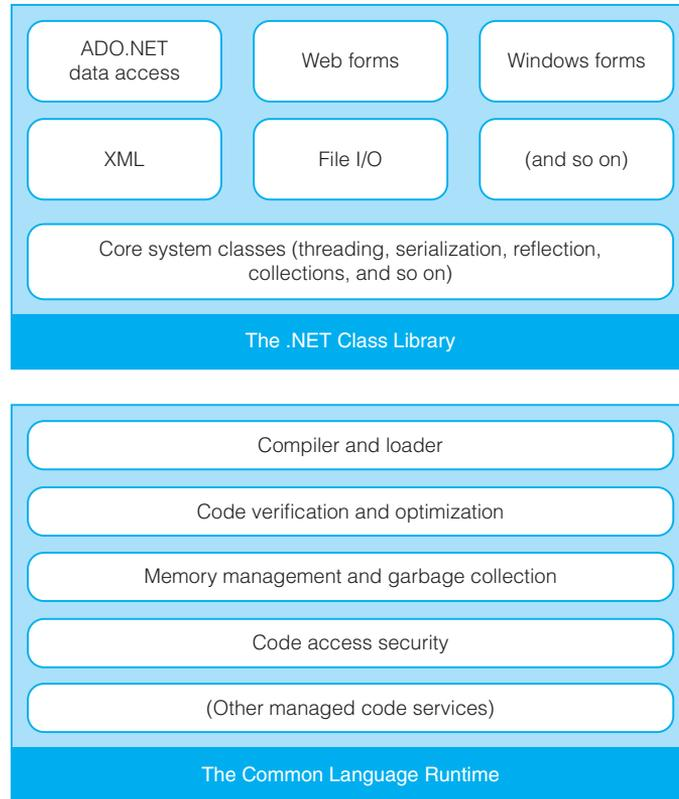 ADO.NET
data access
Web forms
Windows forms
XML
File I/O
(and so on)
Core system classes (threading, serialization, reflection,
collections, and so on)
The .NET Class Library
Compiler and loader
Code verification and optimization
Memory management and garbage collection
Code access security
(Other managed code services)
The Common Language Runtime